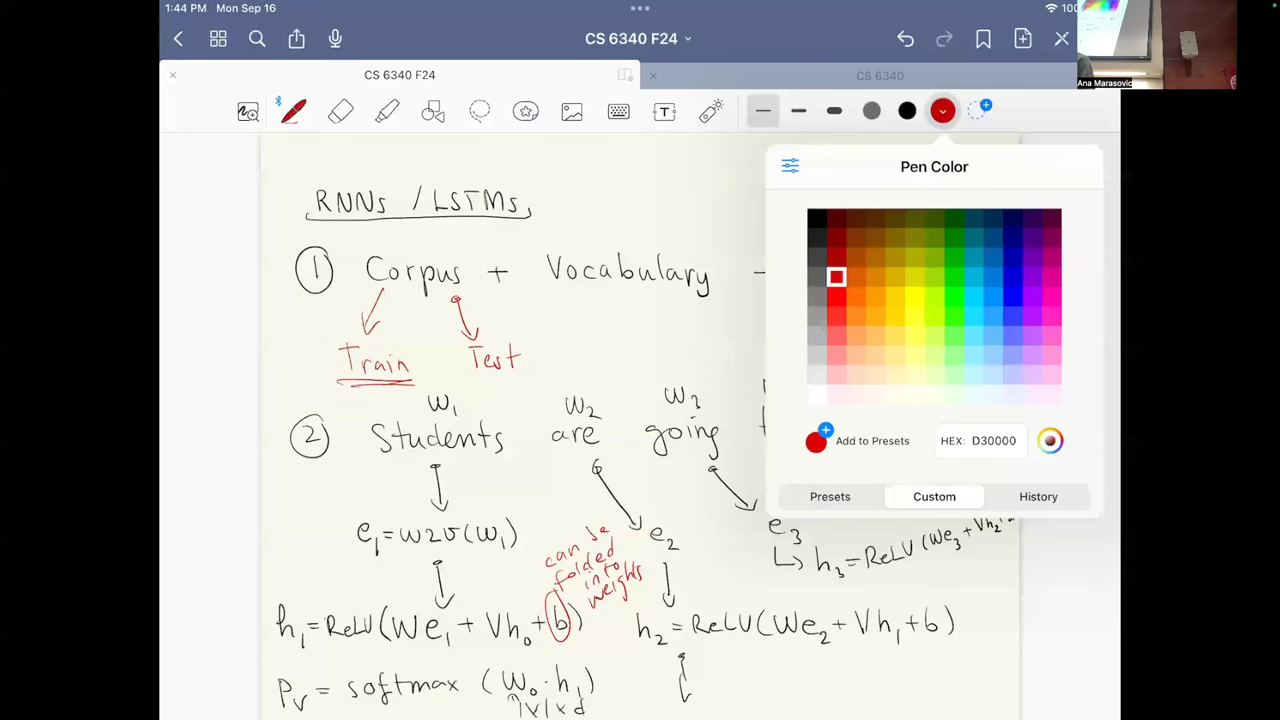 1:44 PM Mon Sep 16
CS 6340 F24
CS 6340 F24
CS 6340
Ana Marasovic
Pen Color
RNNs / LSTMs
① Corpus + Vocabulary
Train Test
w₁ w₂ w₃
② Students are going
e₁=w2v(w₁) e₂ e₃
can be folded into weights
h₃=ReLU(We₃+Vh₂
h₁=ReLU(We₁ + Vh₀+b) h₂=ReLU(We₂+Vh₁+b)
Pᵥ = softmax (W₀·h₁)
|V|xd
Add to Presets
HEX: D30000
Presets Custom History